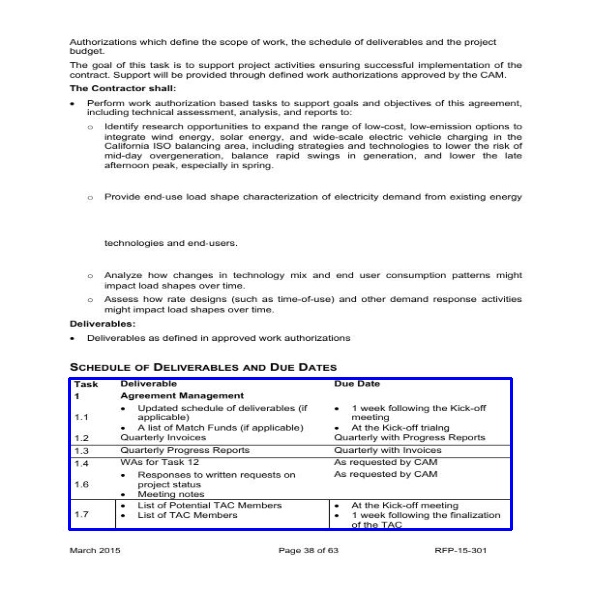 Authorizations which define the scope of work, the schedule of deliverables and the project
budget.
The goal of this task is to support project activities ensuring successful implementation of the
contract. Support will be provided through defined work authorizations approved by the CAM.
The Contractor shall:
• Perform work authorization based tasks to support goals and objectives of this agreement,
including technical assessment, analysis, and reports to:
o Identify research opportunities to expand the range of low-cost, low-emission options to
integrate wind energy, solar energy, and wide-scale electric vehicle charging in the
California ISO balancing area, including strategies and technologies to lower the risk of
mid-day overgeneration, balance rapid swings in generation, and lower the late
afternoon peak, especially in spring.
o Provide end-use load shape characterization of electricity demand from existing energy
technologies and end-users.
o Analyze how changes in technology mix and end user consumption patterns might
impact load shapes over time.
o Assess how rate designs (such as time-of-use) and other demand response activities
might impact load shapes over time.
Deliverables:
• Deliverables as defined in approved work authorizations
SCHEDULE OF DELIVERABLES AND DUE DATES
Task Deliverable Due Date
1 Agreement Management
1.1 • Updated schedule of deliverables (if applicable) • A list of Match Funds (if applicable) • 1 week following the Kick-off meeting • At the Kick-off trialng
1.2 Quarterly Invoices Quarterly with Progress Reports
1.3 Quarterly Progress Reports Quarterly with Invoices
1.4 WAs for Task 12 As requested by CAM
1.6 • Responses to written requests on project status • Meeting notes As requested by CAM
1.7 • List of Potential TAC Members • List of TAC Members • At the Kick-off meeting • 1 week following the finalization of the TAC
March 2015 Page 38 of 63 RFP-15-301